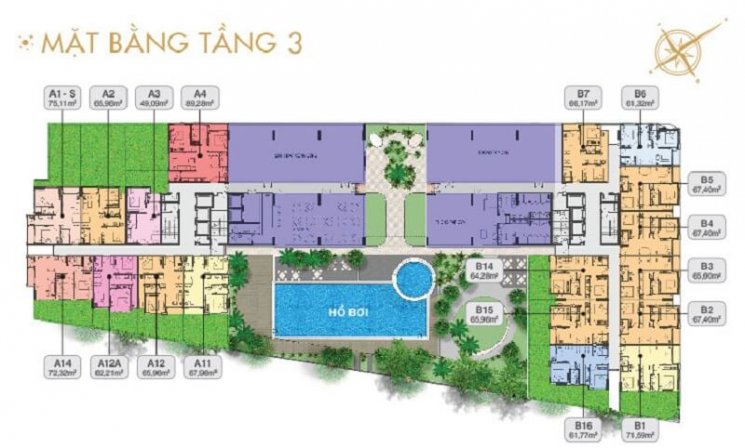 MẶT BẰNG TẦNG 3
A1 - S
75,11m²
A2
65,96m²
A3
49,09m²
A4
89,28m²
B7
66,17m²
B6
61,32m²
B5
67,40m²
B4
67,40m²
B3
65,60m²
B2
67,40m²
B14
64,28m²
B15
65,96m²
HỒ BƠI
A14
72,32m²
A12A
62,21m²
A12
65,96m²
A11
67,96m²
B16
61,77m²
B1
71,59m²